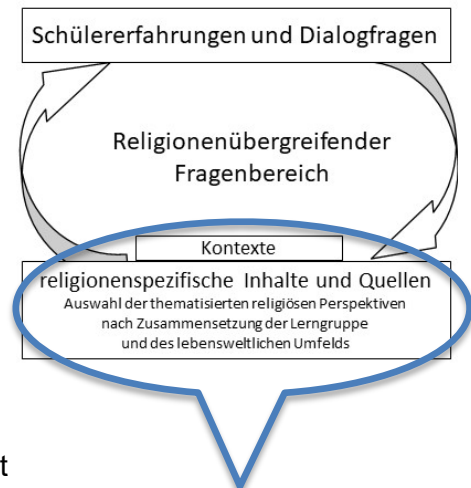 Schülererfahrungen und Dialogfragen
Religionenübergreifender
Fragenbereich
Kontexte
religionenspezifische Inhalte und Quellen
Auswahl der thematisierten religiösen Perspektiven
nach Zusammensetzung der Lerngruppe
und des lebensweltlichen Umfelds
t